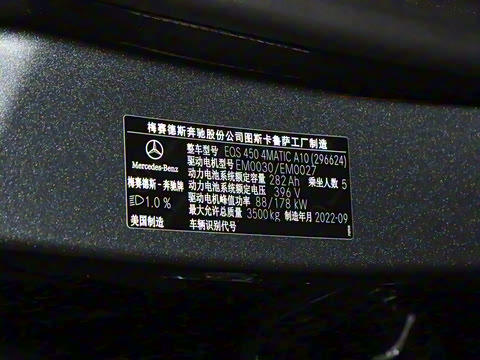 梅赛德斯奔驰股份公司图斯卡鲁萨工厂制造
整车型号 EQS 450 4MATIC A10 (296624)
驱动电机型号 EM0030/EM0027
动力电池系统额定容量 282 Ah 乘坐人数 5
动力电池系统额定电压 396 V
驱动电机峰值功率 88/178 kW
最大允许总质量 3500 kg 制造年月 2022-09
车辆识别代号
Mercedes-Benz
梅赛德斯-奔驰牌
1.0 %
美国制造